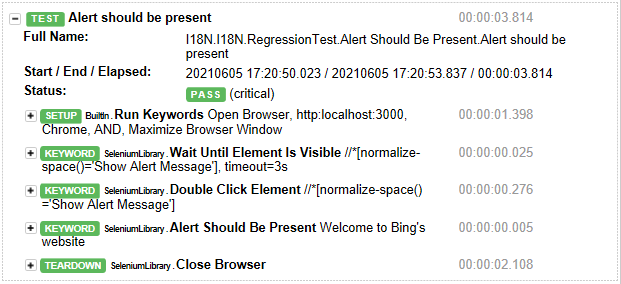 TEST Alert should be present 00:00:03.814
Full Name: I18N.I18N.RegressionTest.Alert Should Be Present.Alert should be
present
Start / End / Elapsed: 20210605 17:20:50.023 / 20210605 17:20:53.837 / 00:00:03.814
Status: PASS (critical)
SETUP BuiltIn . Run Keywords Open Browser, http:localhost:3000, 00:00:01.398
Chrome, AND, Maximize Browser Window
KEYWORD SeleniumLibrary . Wait Until Element Is Visible //*[normalize- 00:00:00.025
space()='Show Alert Message'], timeout=3s
KEYWORD SeleniumLibrary . Double Click Element //*[normalize-space() 00:00:00.276
='Show Alert Message']
KEYWORD SeleniumLibrary . Alert Should Be Present Welcome to Bing's 00:00:00.005
website
TEARDOWN SeleniumLibrary . Close Browser 00:00:02.108